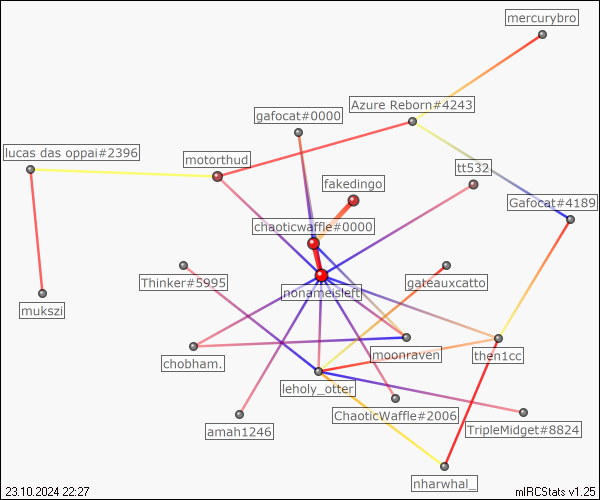 mercurybro
Azure Reborn#4243
gafocat#0000
lucas das oppai#2396
motorthud
tt532
fakedingo
Gafocat#4189
chaoticwaffle#0000
Thinker#5995
nonameisleft
gateauxcatto
mukszi
moonraven
then1cc
chobham.
leholy_otter
ChaoticWaffle#2006
amah1246
TripleMidget#8824
nharwhal_
23.10.2024 22:27
mIRCStats v1.25